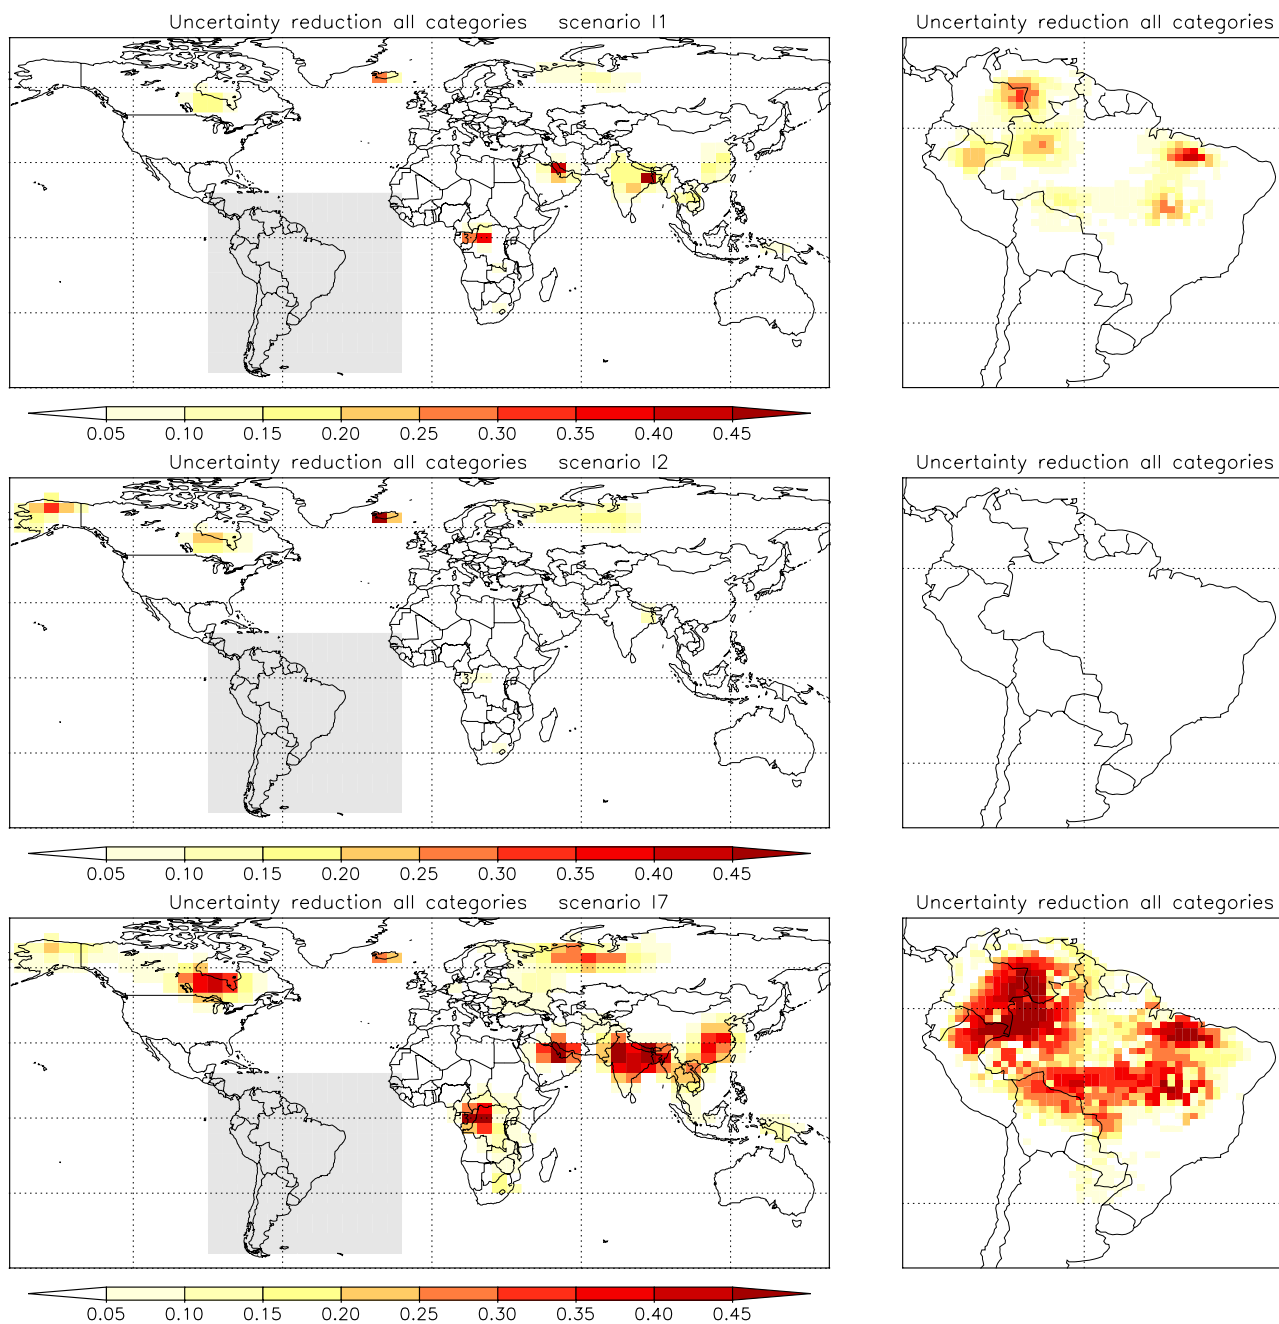 Uncertainty reduction all categories scenario I1
Uncertainty reduction all categories
0.05 0.10 0.15 0.20 0.25 0.30 0.35 0.40 0.45
Uncertainty reduction all categories scenario I2
Uncertainty reduction all categories
0.05 0.10 0.15 0.20 0.25 0.30 0.35 0.40 0.45
Uncertainty reduction all categories scenario I7
Uncertainty reduction all categories
0.05 0.10 0.15 0.20 0.25 0.30 0.35 0.40 0.45